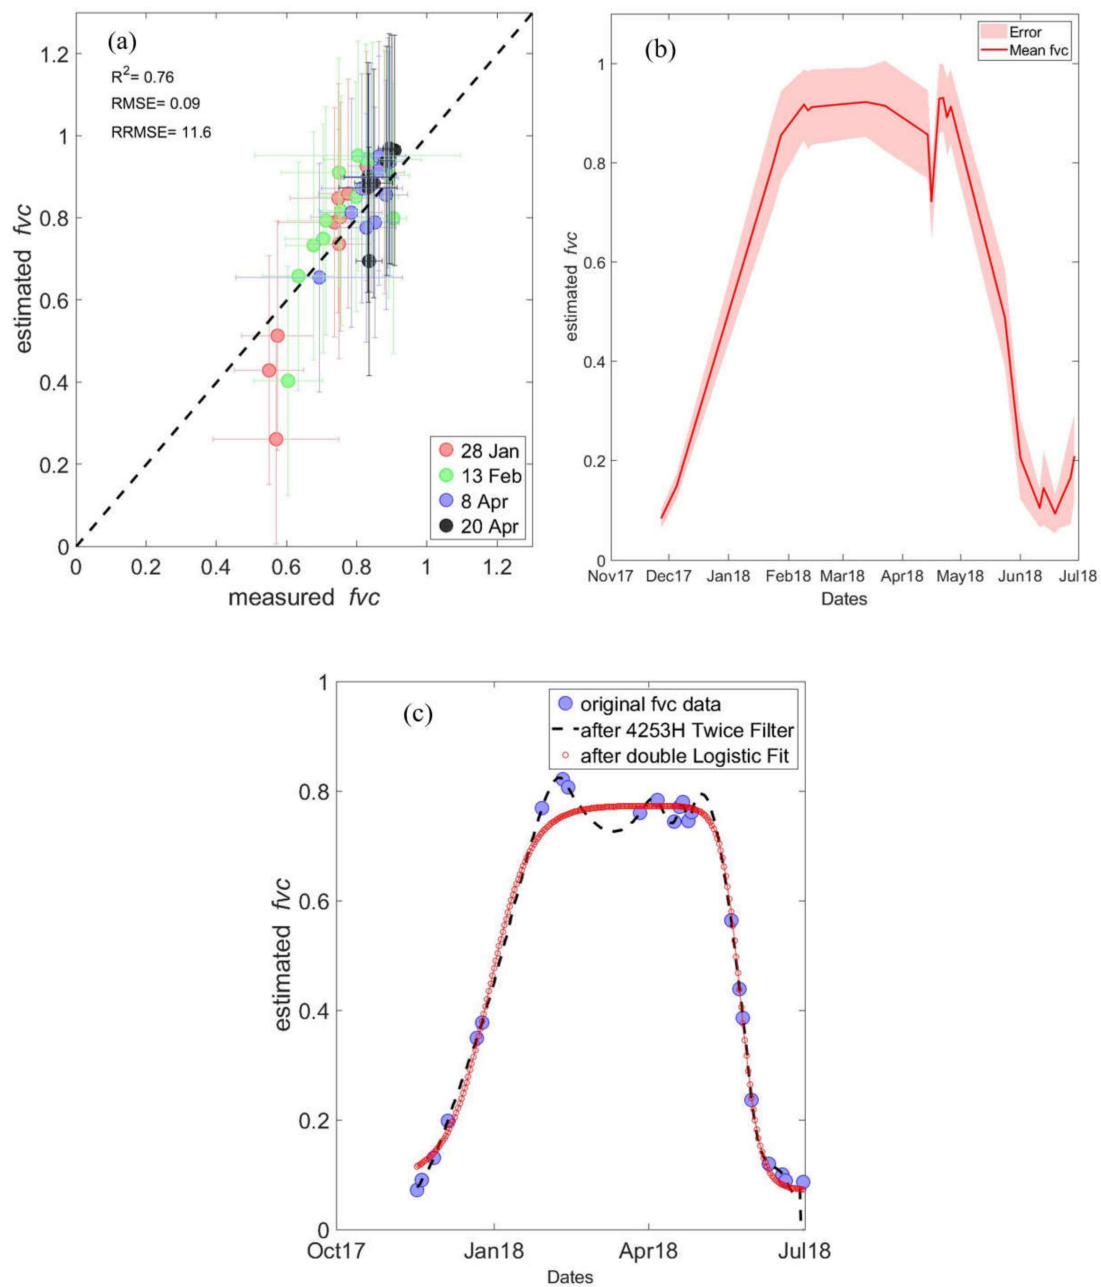 (a)
R2= 0.76
RMSE= 0.09
RRMSE= 11.6
1.2
1
0.8
0.6
0.4
0.2
0
estimated fvc
28 Jan
13 Feb
8 Apr
20 Apr
0 0.2 0.4 0.6 0.8 1 1.2
measured fvc
(b)
Error
Mean fvc
1
0.8
0.6
0.4
0.2
0
estimated fvc
Nov17 Dec17 Jan18 Feb18 Mar18 Apr18 May18 Jun18 Jul18
Dates
(c)
original fvc data
after 4253H Twice Filter
after double Logistic Fit
1
0.8
0.6
0.4
0.2
0
estimated fvc
Oct17 Jan18 Apr18 Jul18
Dates